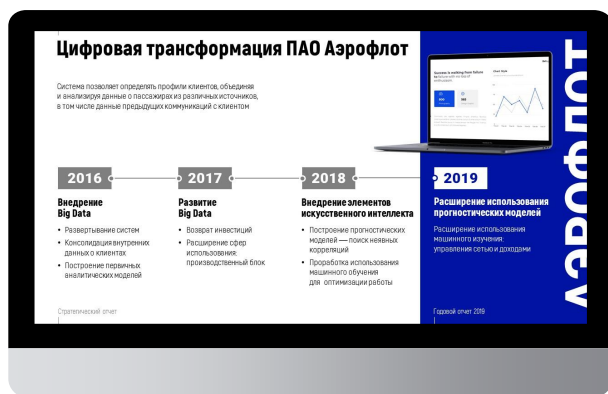 Цифровая трансформация ПАО Аэрофлот
Система позволяет определять профили клиентов, объединяя
и анализируя данные о пассажирах из различных источников,
в том числе данные предыдущих коммуникаций с клиентом
2016
Внедрение
Big Data
• Развертывание систем
• Консолидация внутренних
данных о клиентах
• Построение первичных
аналитических моделей
2017
Развитие
Big Data
• Возврат инвестиций
• Расширение сфер
использования:
производственный блок
2018
Внедрение элементов
искусственного интеллекта
• Построение прогностических
моделей — поиск неявных
корреляций
• Проработка использования
машинного обучения
для оптимизации работы
2019
Расширение использования
прогностических моделей
Расширение использования
машинного изучения:
управления сетью и доходами
АЭРОФЛОТ
Стратегический отчет
Годовой отчет 2019